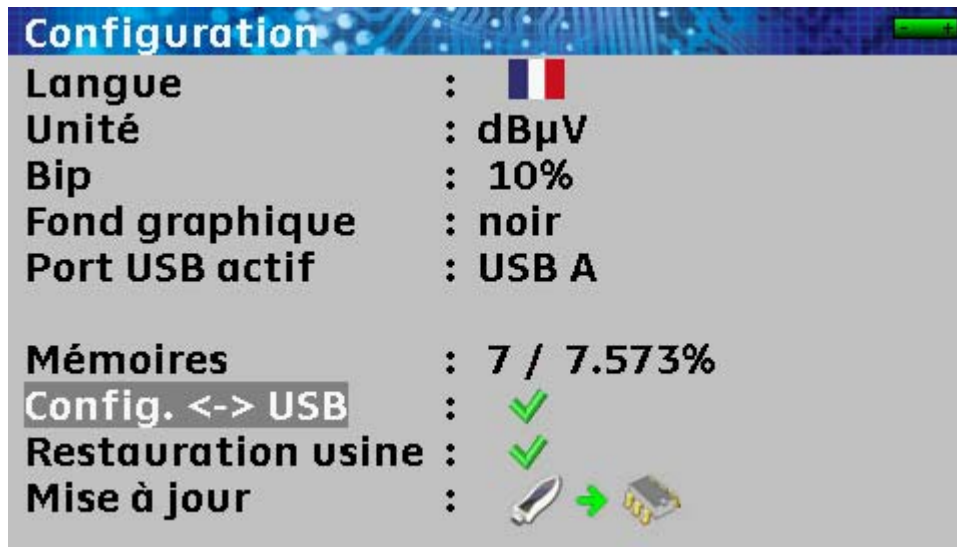 Configuration
Langue :
Unité : dBµV
Bip : 10%
Fond graphique : noir
Port USB actif : USB A
Mémoires : 7 / 7.573%
Config. <-> USB :
Restauration usine :
Mise à jour :